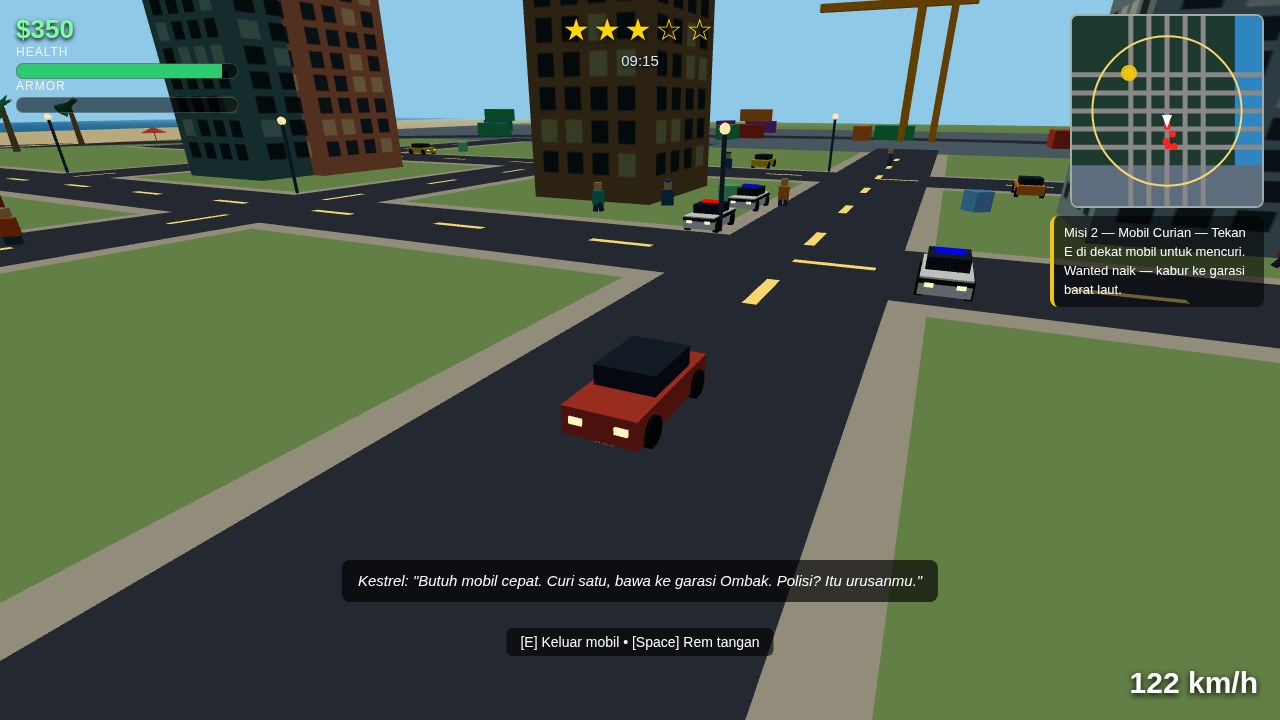 $350
HEALTH
ARMOR
★★★☆☆
09:15
Misi 2 — Mobil Curian — Tekan
E di dekat mobil untuk mencuri.
Wanted naik — kabur ke garasi
barat laut.
Kestrel: "Butuh mobil cepat. Curi satu, bawa ke garasi Ombak. Polisi? Itu urusanmu."
[E] Keluar mobil • [Space] Rem tangan
122 km/h